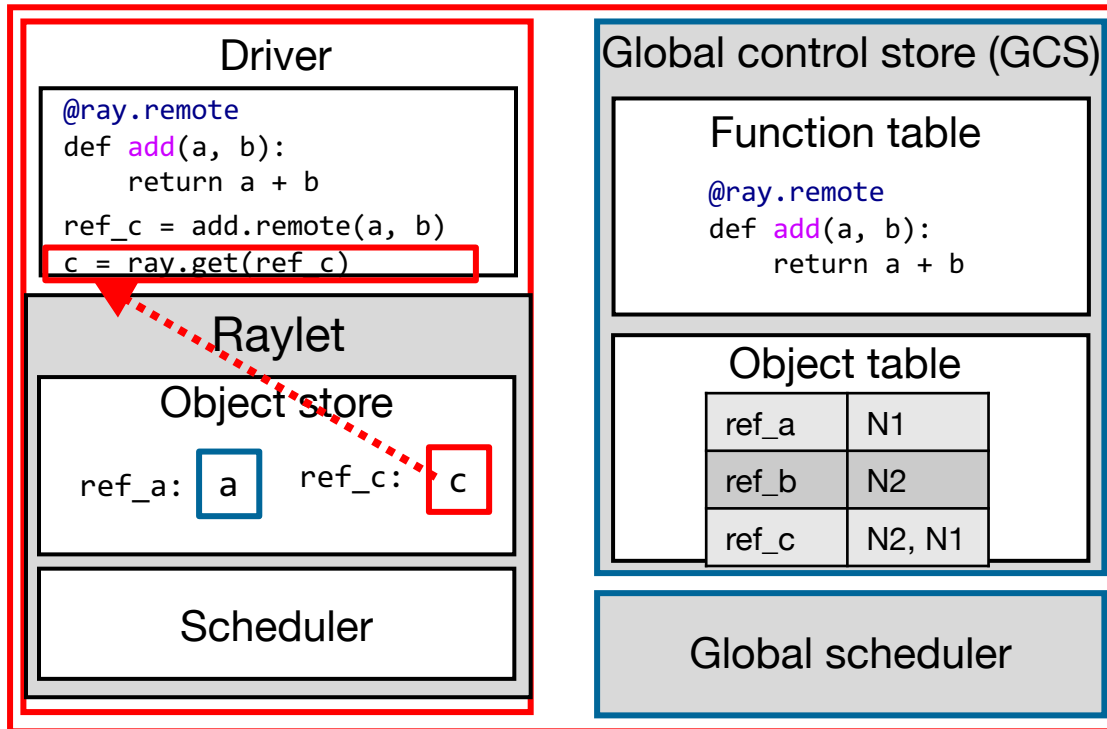 Driver
@ray.remote
def add(a, b):
    return a + b
ref_c = add.remote(a, b)
c = ray.get(ref_c)
Raylet
Object store
ref_a: a ref_c: c
Scheduler
Global control store (GCS)
Function table
@ray.remote
def add(a, b):
    return a + b
Object table
ref_a N1
ref_b N2
ref_c N2, N1
Global scheduler